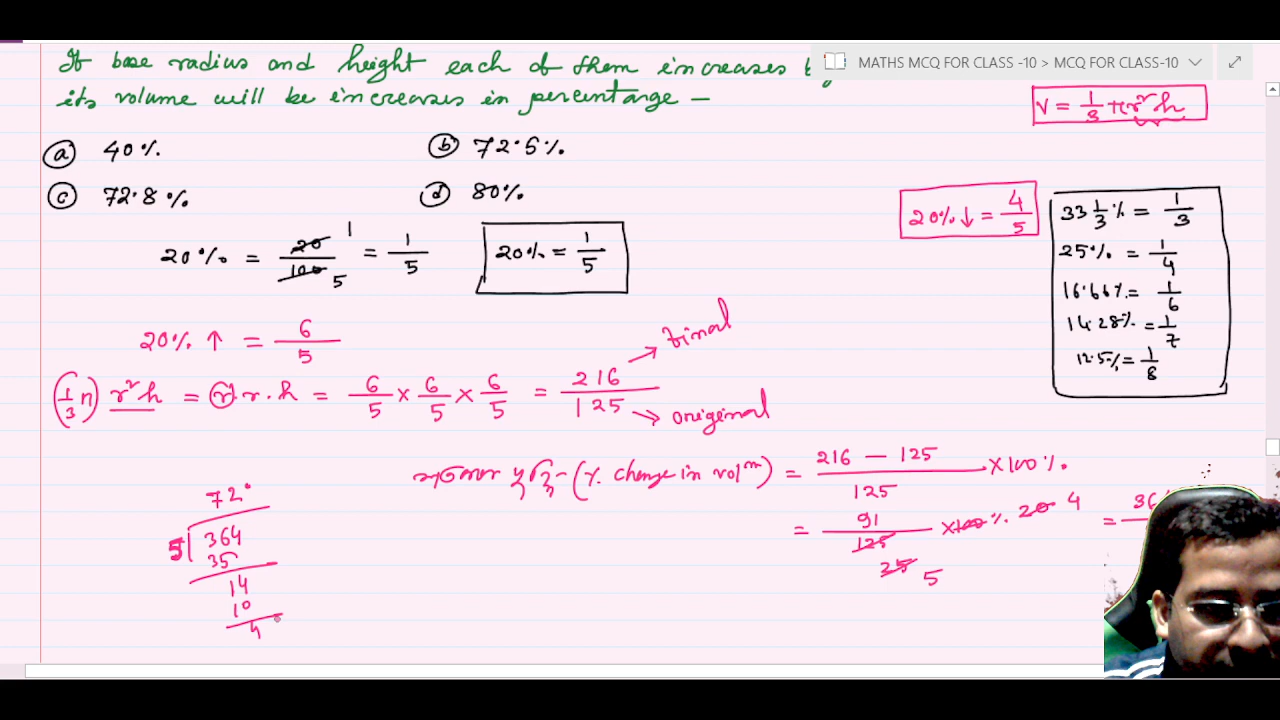 If base radius and height each of them increases
MATHS MCQ FOR CLASS -10 > MCQ FOR CLASS-10
its volume will be increases in percentange —
V = 1/3 πr²h
(a) 40%.
(b) 72.5%.
(c) 72.8%
(d) 80%.
20% = 20/100 = 1/5
1
5
20% = 1/5
20% ↓ = 4/5
33 1/3 % = 1/3
25% = 1/4
16.66% = 1/6
14.28% = 1/7
12.5% = 1/8
20% ↑ = 6/5
(1/3 π) r²h = r.r.h = 6/5 × 6/5 × 6/5 = 216/125
→ final
→ original
(% change in volᵐ) = 216 — 125 / 125 × 100%.
= 91/125 × 100%. 20 4
25 5
= 36
72.
5 364
35
14
10
4